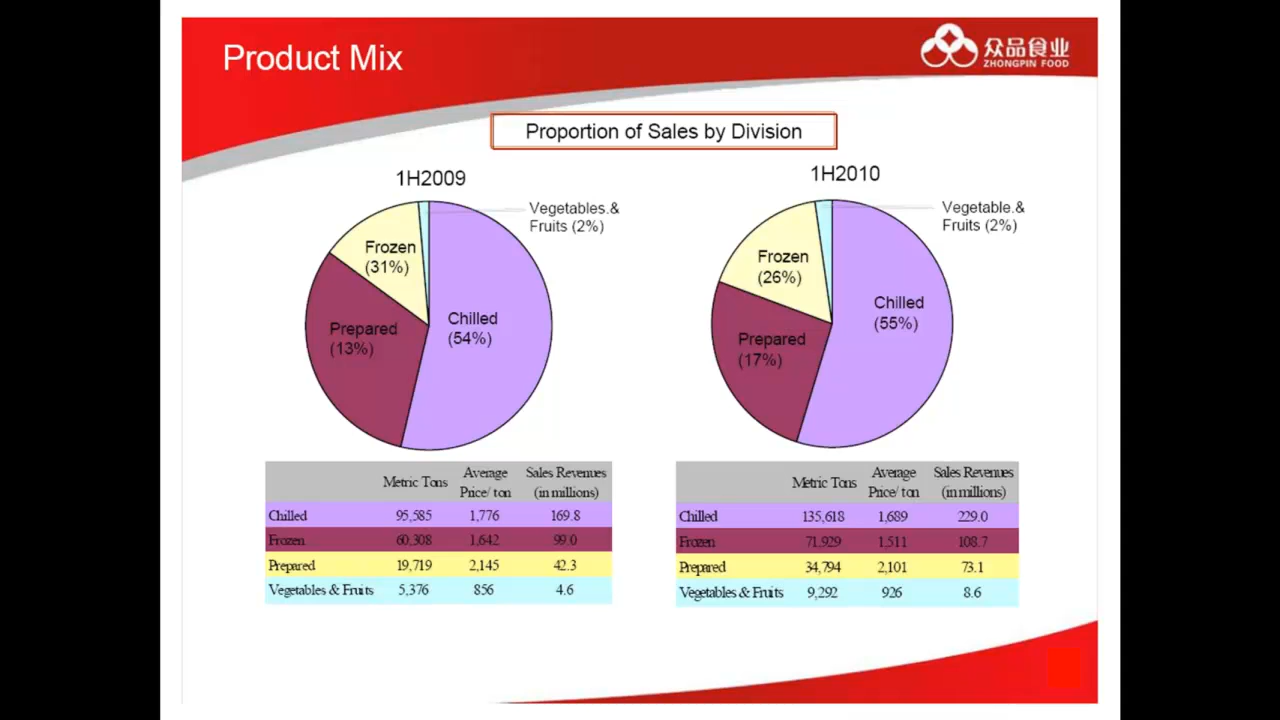 Product Mix
众品食业
ZHONGPIN FOOD
Proportion of Sales by Division
1H2009
Vegetables.&
Fruits (2%)
Frozen
(31%)
Prepared
(13%)
Chilled
(54%)
1H2010
Vegetable.&
Fruits (2%)
Frozen
(26%)
Prepared
(17%)
Chilled
(55%)
Metric Tons Average Price/ ton Sales Revenues (in millions)
Chilled 95,585 1,776 169.8
Frozen 60,308 1,642 99.0
Prepared 19,719 2,145 42.3
Vegetables & Fruits 5,376 856 4.6
Metric Tons Average Price/ ton Sales Revenues (in millions)
Chilled 135,618 1,689 229.0
Frozen 71,929 1,511 108.7
Prepared 34,794 2,101 73.1
Vegetables & Fruits 9,292 926 8.6